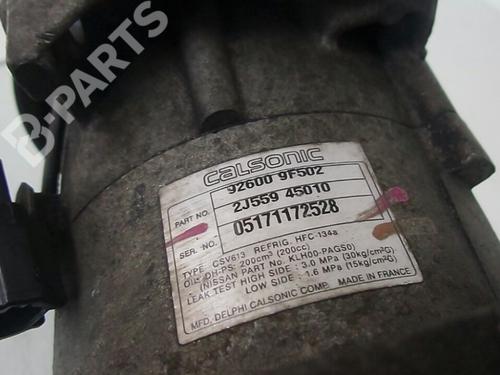 B-PARTS
CALSONIC
92600 9F502
PART NO. 2J559 45010
SER. NO. 05171172528
TYPE: CSV613 REFRIG. HFC-134a
OIL: DH-PS: 200cm³ (200cc)
(NISSAN PART No. KLH00-PAGS0)
LEAK TEST HIGH SIDE : 3.0 MPa {30kg/cm²G}
LOW SIDE : 1.6 MPa {15kg/cm²G}
MFD. DELPHI CALSONIC COMP. MADE IN FRANCE